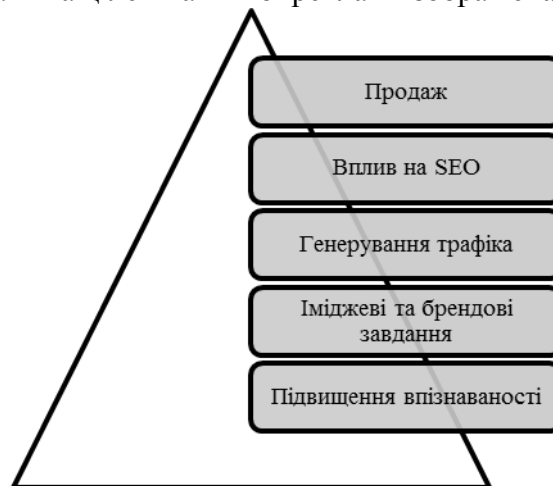 Продаж
Вплив на SEO
Генерування трафіка
Іміджеві та брендові
завдання
Підвищення впізнаваності